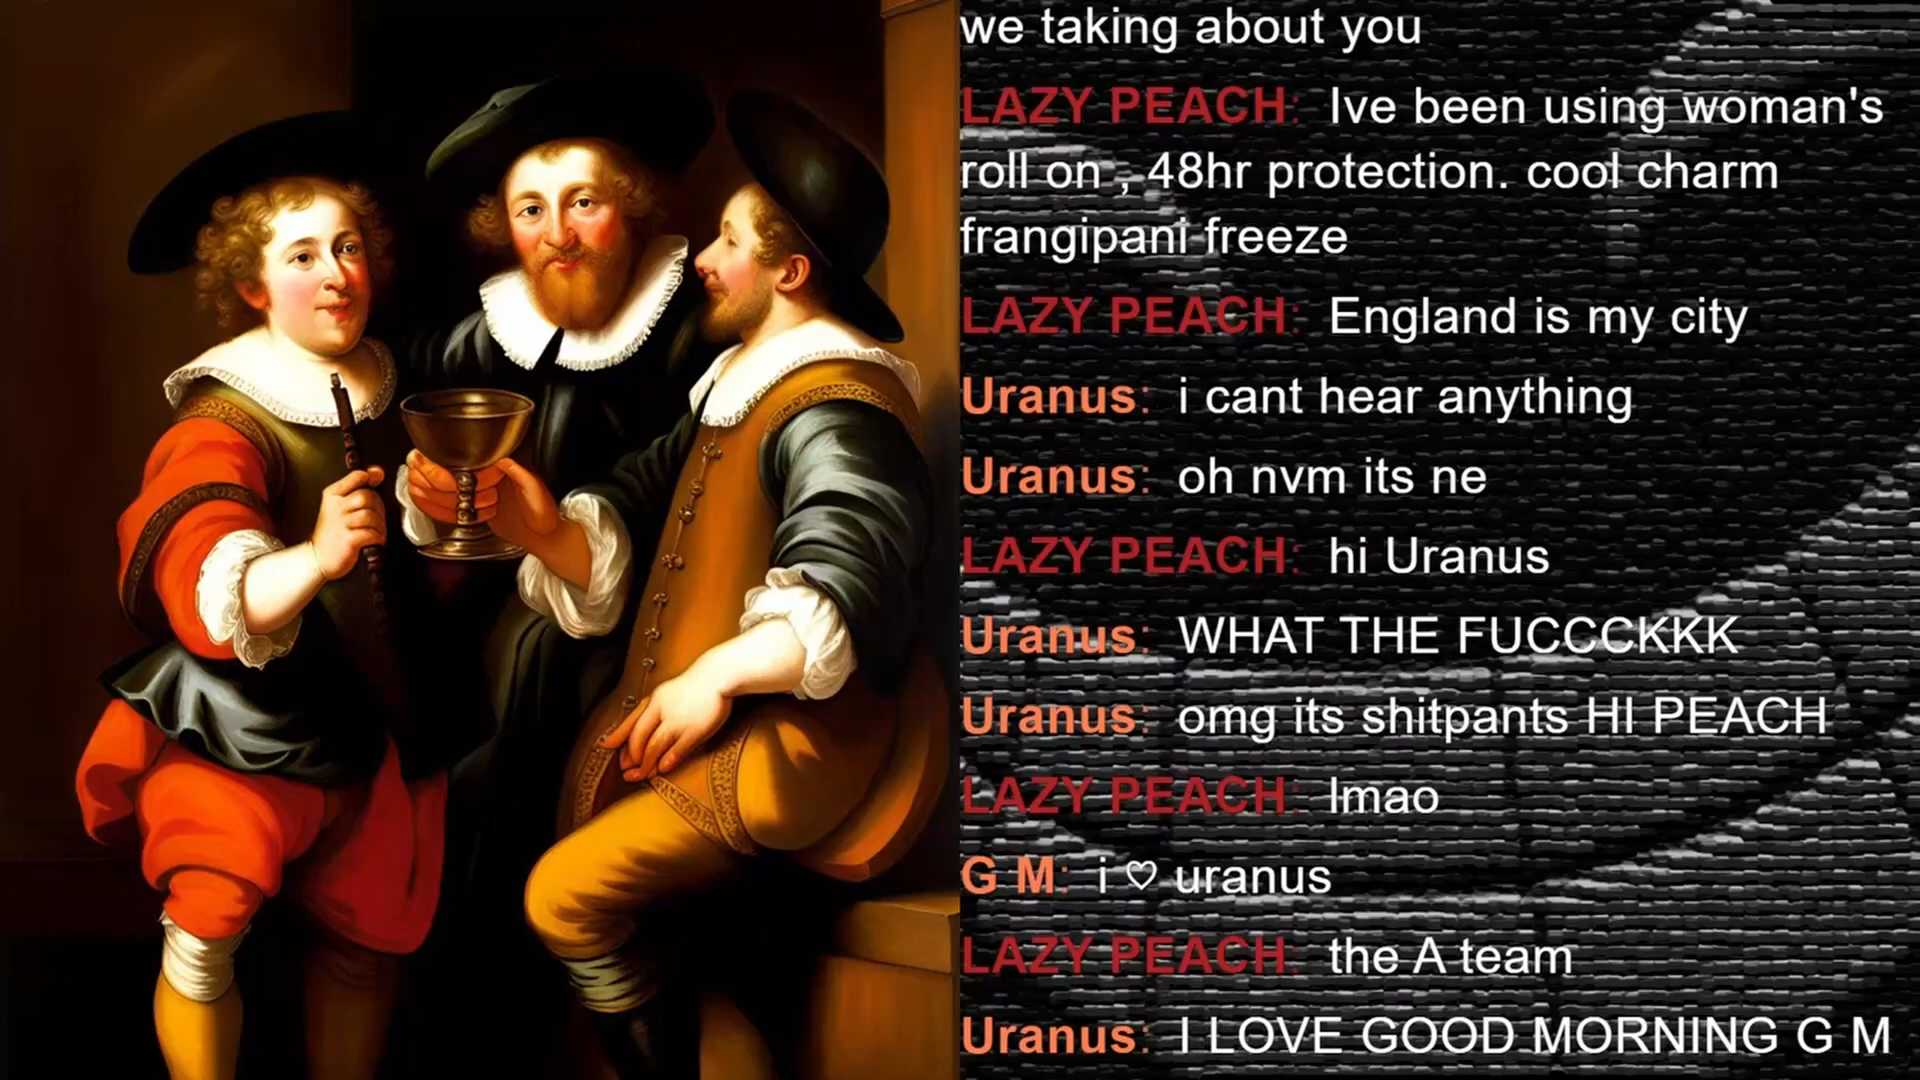 we taking about you
LAZY PEACH: Ive been using woman's
roll on , 48hr protection. cool charm
frangipani freeze
LAZY PEACH: England is my city
Uranus: i cant hear anything
Uranus: oh nvm its ne
LAZY PEACH: hi Uranus
Uranus: WHAT THE FUCCCKKK
Uranus: omg its shitpants HI PEACH
LAZY PEACH: lmao
G M: i ♡ uranus
LAZY PEACH: the A team
Uranus: I LOVE GOOD MORNING G M